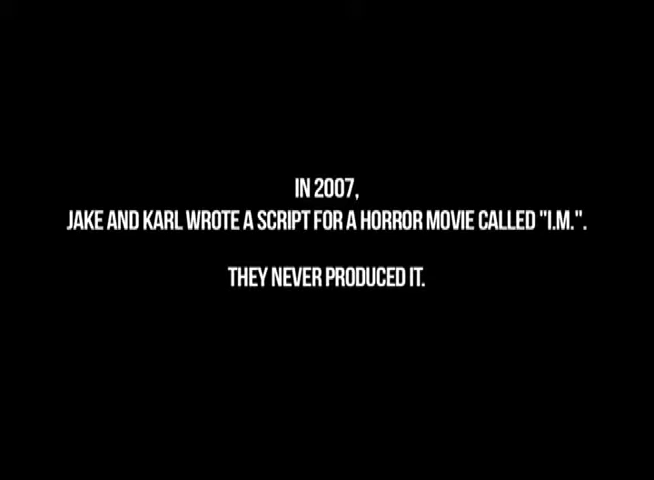 IN 2007,
JAKE AND KARL WROTE A SCRIPT FOR A HORROR MOVIE CALLED "I.M.".
THEY NEVER PRODUCED IT.